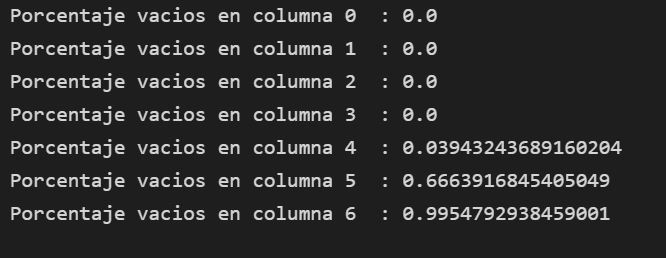 Porcentaje vacios en columna 0  : 0.0
Porcentaje vacios en columna 1  : 0.0
Porcentaje vacios en columna 2  : 0.0
Porcentaje vacios en columna 3  : 0.0
Porcentaje vacios en columna 4  : 0.03943243689160204
Porcentaje vacios en columna 5  : 0.6663916845405049
Porcentaje vacios en columna 6  : 0.9954792938459001